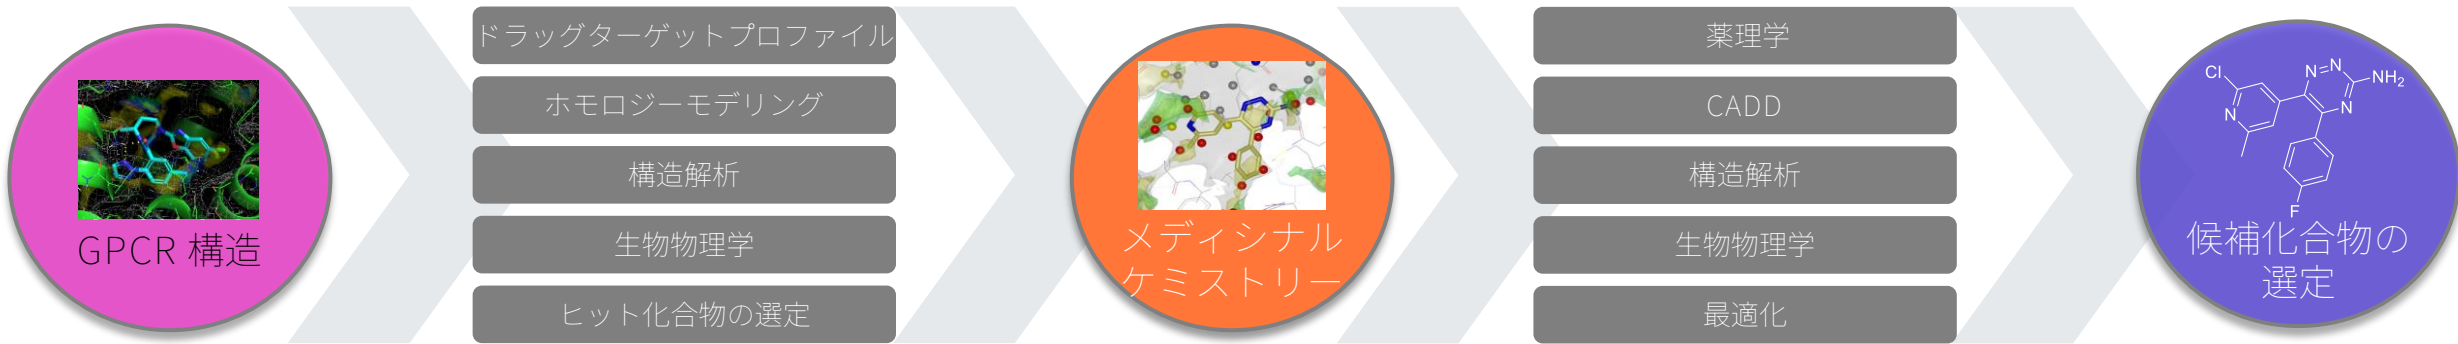 GPCR 構造
ドラッグターゲットプロファイル
ホモロジーモデリング
構造解析
生物物理学
ヒット化合物の選定
メディシナル
ケミストリー
薬理学
CADD
構造解析
生物物理学
最適化
Cl
N
N
N
N
NH2
F
候補化合物の
選定